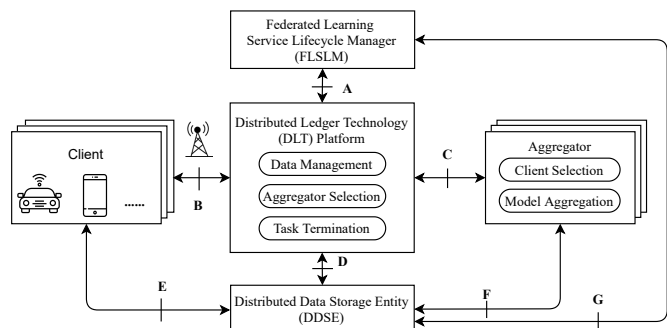 Federated Learning
Service Lifecycle Manager
(FLSLM)
A
Distributed Ledger Technology
(DLT) Platform
Data Management
Aggregator Selection
Task Termination
Client
......
B
C
Aggregator
Client Selection
Model Aggregation
D
E
F
G
Distributed Data Storage Entity
(DDSE)